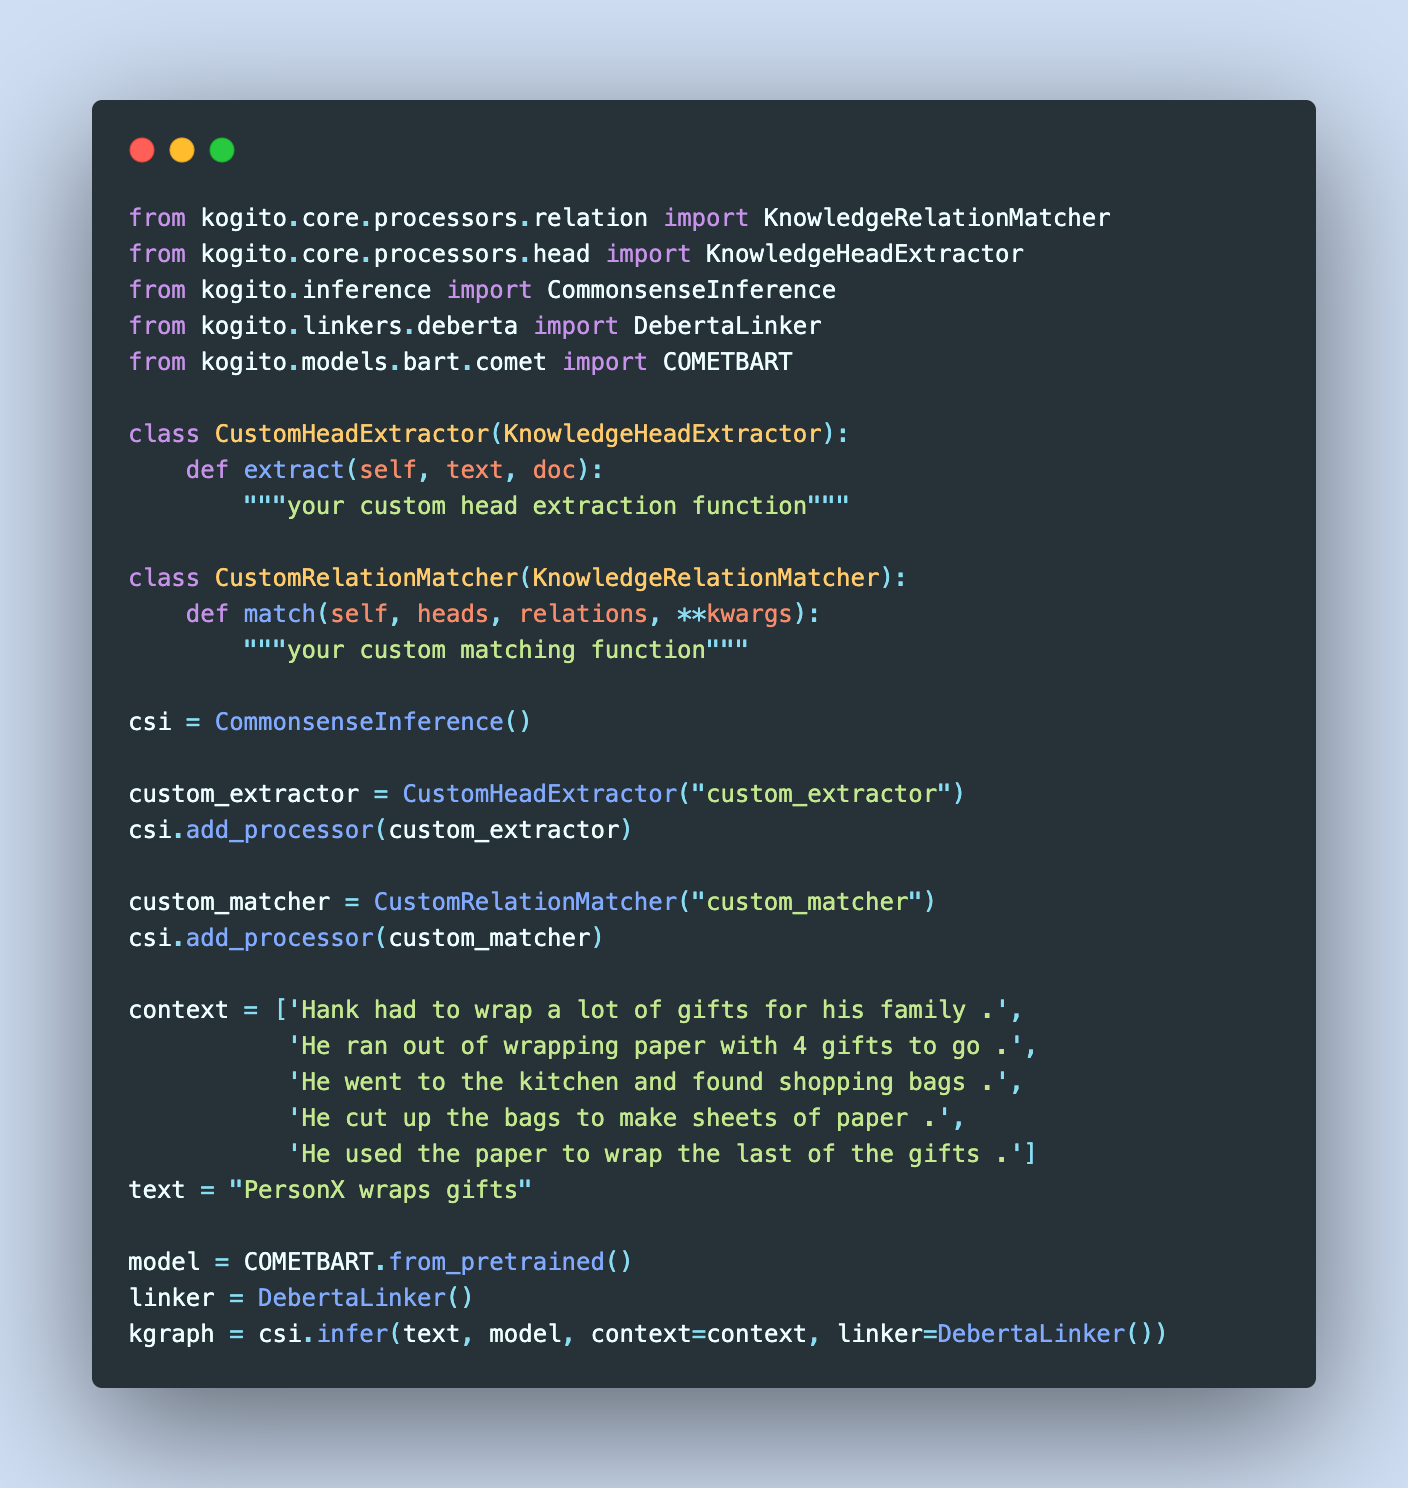 from kogito.core.processors.relation import KnowledgeRelationMatcher
from kogito.core.processors.head import KnowledgeHeadExtractor
from kogito.inference import CommonsenseInference
from kogito.linkers.deberta import DebertaLinker
from kogito.models.bart.comet import COMETBART

class CustomHeadExtractor(KnowledgeHeadExtractor):
    def extract(self, text, doc):
        """your custom head extraction function"""

class CustomRelationMatcher(KnowledgeRelationMatcher):
    def match(self, heads, relations, **kwargs):
        """your custom matching function"""

csi = CommonsenseInference()

custom_extractor = CustomHeadExtractor("custom_extractor")
csi.add_processor(custom_extractor)

custom_matcher = CustomRelationMatcher("custom_matcher")
csi.add_processor(custom_matcher)

context = ['Hank had to wrap a lot of gifts for his family .',
           'He ran out of wrapping paper with 4 gifts to go .',
           'He went to the kitchen and found shopping bags .',
           'He cut up the bags to make sheets of paper .',
           'He used the paper to wrap the last of the gifts .']
text = "PersonX wraps gifts"

model = COMETBART.from_pretrained()
linker = DebertaLinker()
kgraph = csi.infer(text, model, context=context, linker=DebertaLinker())